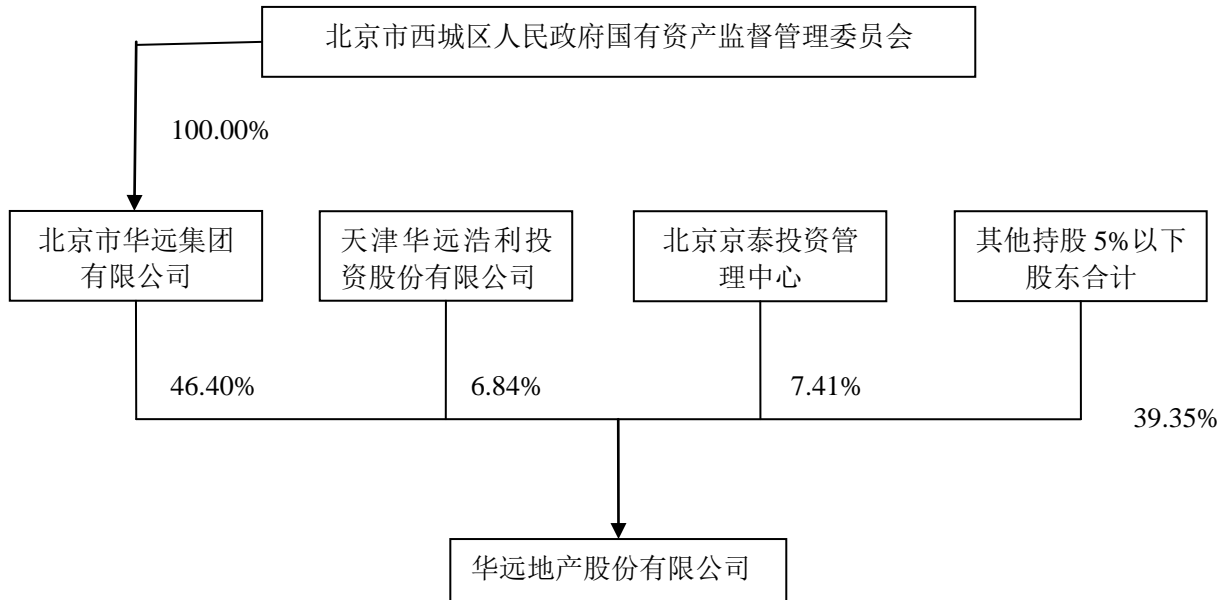 北京市西城区人民政府国有资产监督管理委员会
100.00%
北京市华远集团
有限公司
天津华远浩利投
资股份有限公司
北京京泰投资管
理中心
其他持股 5%以下
股东合计
46.40%
6.84%
7.41%
39.35%
华远地产股份有限公司